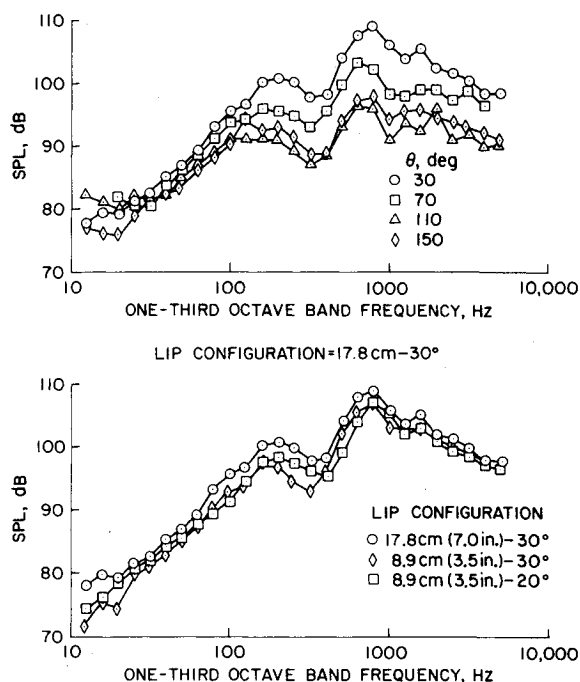 110
100
90
80
70
SPL, dB
θ, deg
○ 30
□ 70
△ 110
◇ 150
10
100
1000
10,000
ONE-THIRD OCTAVE BAND FREQUENCY, Hz
LIP CONFIGURATION=17.8cm-30°
110
100
90
80
70
SPL, dB
LIP CONFIGURATION
○ 17.8cm (7.0 in.)-30°
◇ 8.9cm (3.5in.)-30°
□ 8.9cm (3.5in.)-20°
10
100
1000
10,000
ONE-THIRD OCTAVE BAND FREQUENCY, Hz